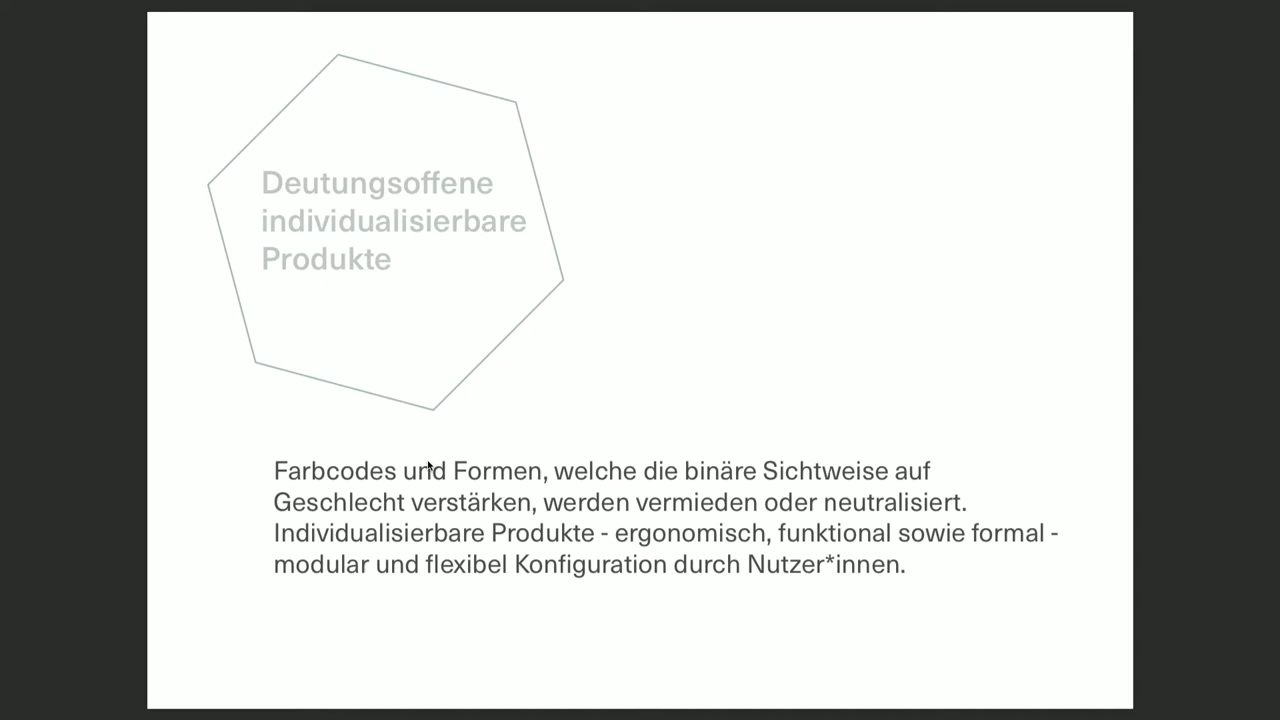 Deutungsoffene
individualisierbare
Produkte
Farbcodes und Formen, welche die binäre Sichtweise auf
Geschlecht verstärken, werden vermieden oder neutralisiert.
Individualisierbare Produkte - ergonomisch, funktional sowie formal -
modular und flexibel Konfiguration durch Nutzer*innen.